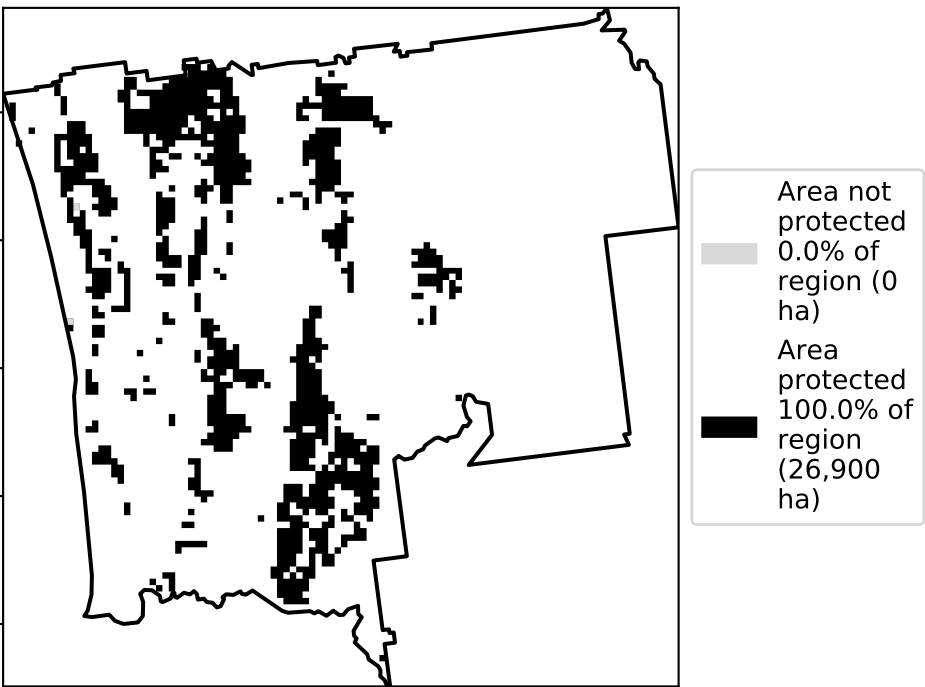 Area not
protected
0.0% of
region (0
ha)
Area
protected
100.0% of
region
(26,900
ha)